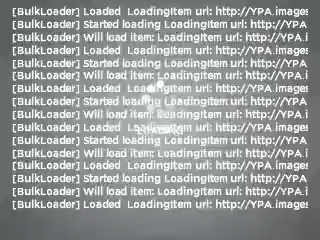 [BulkLoader] Loaded LoadingItem url: http://YPA.images
[BulkLoader] Started loading LoadingItem url: http://YPA
[BulkLoader] Will load item: LoadingItem url: http://YPA.i
[BulkLoader] Loaded LoadingItem url: http://YPA.images
[BulkLoader] Started loading LoadingItem url: http://YPA
[BulkLoader] Will load item: LoadingItem url: http://YPA.i
[BulkLoader] Loaded LoadingItem url: http://YPA.images
[BulkLoader] Started loading LoadingItem url: http://YPA
[BulkLoader] Will load item: LoadingItem url: http://YPA.i
[BulkLoader] Loaded LoadingItem url: http://YPA.images
[BulkLoader] Started loading LoadingItem url: http://YPA
[BulkLoader] Will load item: LoadingItem url: http://YPA.i
[BulkLoader] Loaded LoadingItem url: http://YPA.images
[BulkLoader] Started loading LoadingItem url: http://YPA
[BulkLoader] Will load item: LoadingItem url: http://YPA.i
[BulkLoader] Loaded LoadingItem url: http://YPA.images